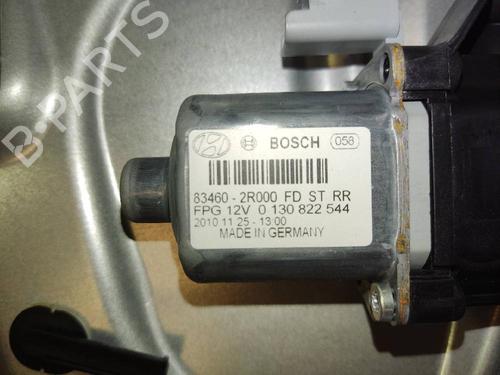 BOSCH 058
83460 - 2R000 FD ST RR
FPG 12V 0 130 822 544
2010.11.25 - 13:00
MADE IN GERMANY
B-PARTS
B-PARTS